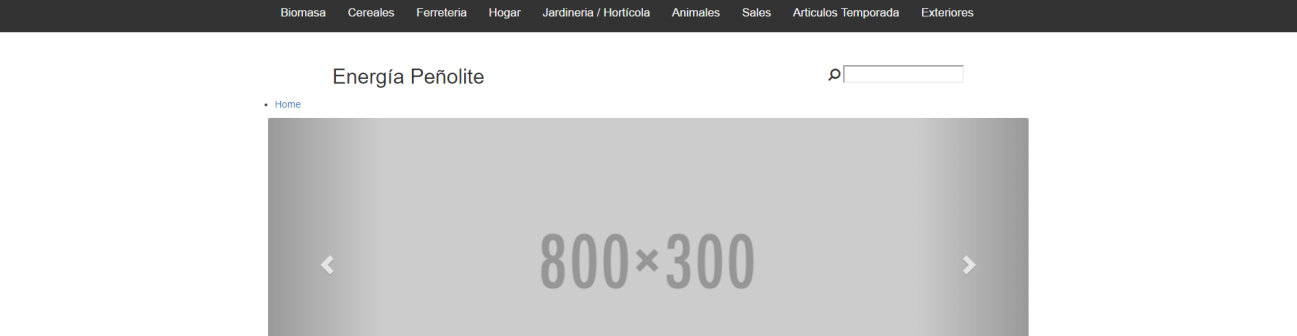 Biomasa Cereales Ferreteria Hogar Jardineria / Hortícola Animales Sales Articulos Temporada Exteriores
Energía Peñolite
Home
800×300